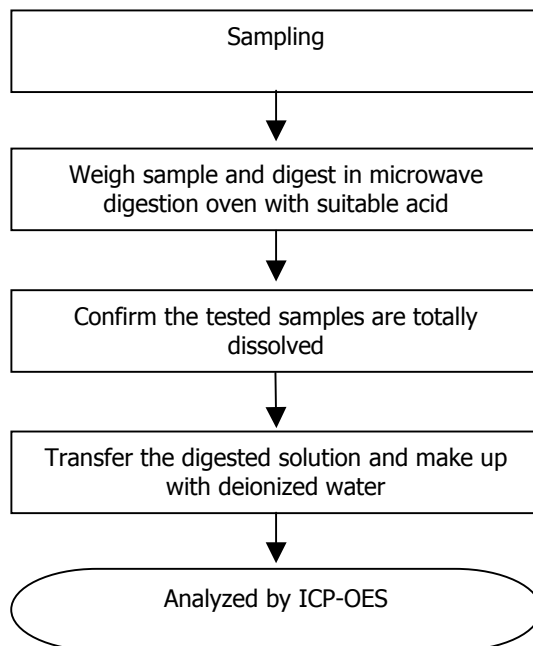 Sampling
Weigh sample and digest in microwave
digestion oven with suitable acid
Confirm the tested samples are totally
dissolved
Transfer the digested solution and make up
with deionized water
Analyzed by ICP-OES